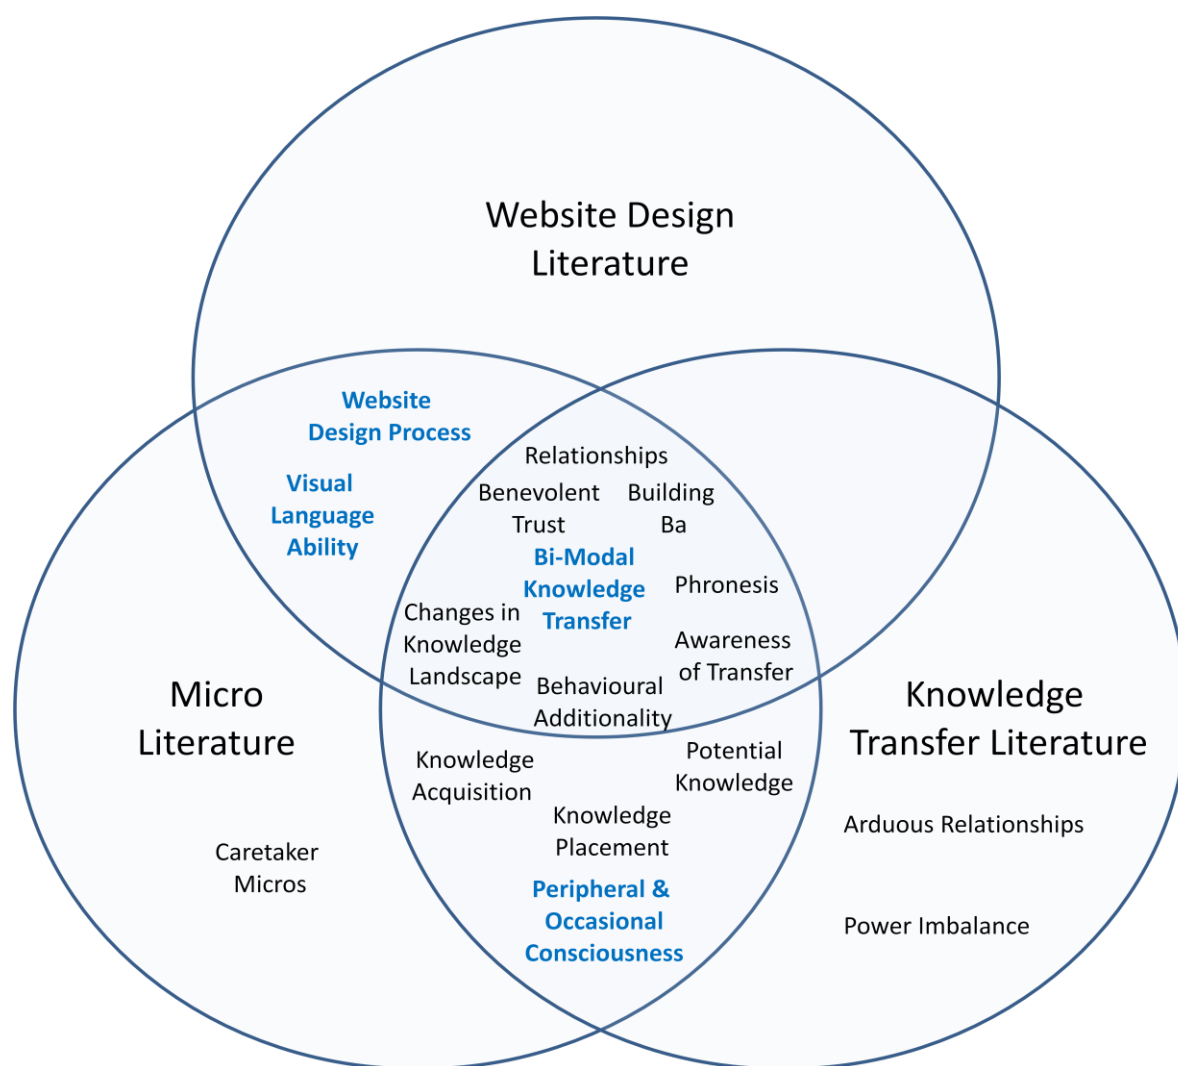 Website Design
Literature
Website
Design Process
Visual
Language
Ability
Relationships
Benevolent
Trust
Building
Ba
Bi-Modal
Knowledge
Transfer
Phronesis
Changes in
Knowledge
Landscape
Awareness
of Transfer
Behavioural
Additionality
Micro
Literature
Knowledge
Transfer Literature
Knowledge
Acquisition
Potential
Knowledge
Knowledge
Placement
Arduous Relationships
Caretaker
Micros
Peripheral &
Occasional
Consciousness
Power Imbalance